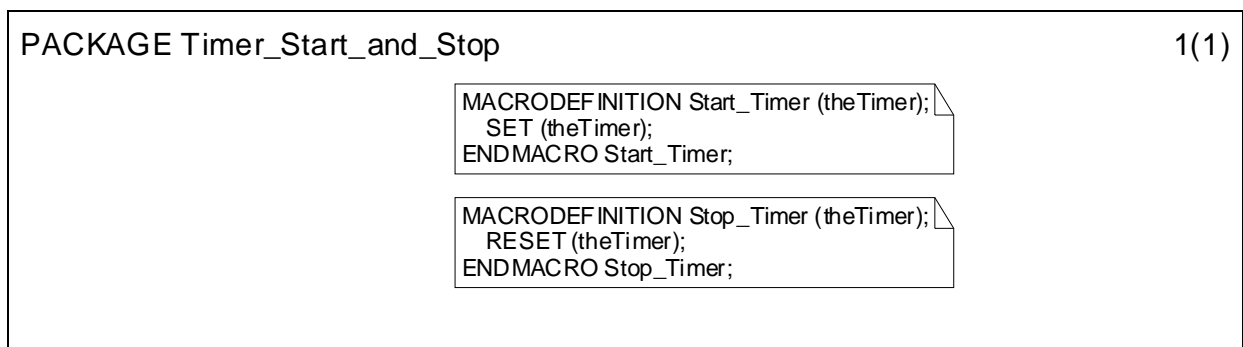 PACKAGE Timer_Start_and_Stop 1(1)
MACRODEFINITION Start_Timer (theTimer);
SET (theTimer);
ENDMACRO Start_Timer;
MACRODEFINITION Stop_Timer (theTimer);
RESET (theTimer);
ENDMACRO Stop_Timer;